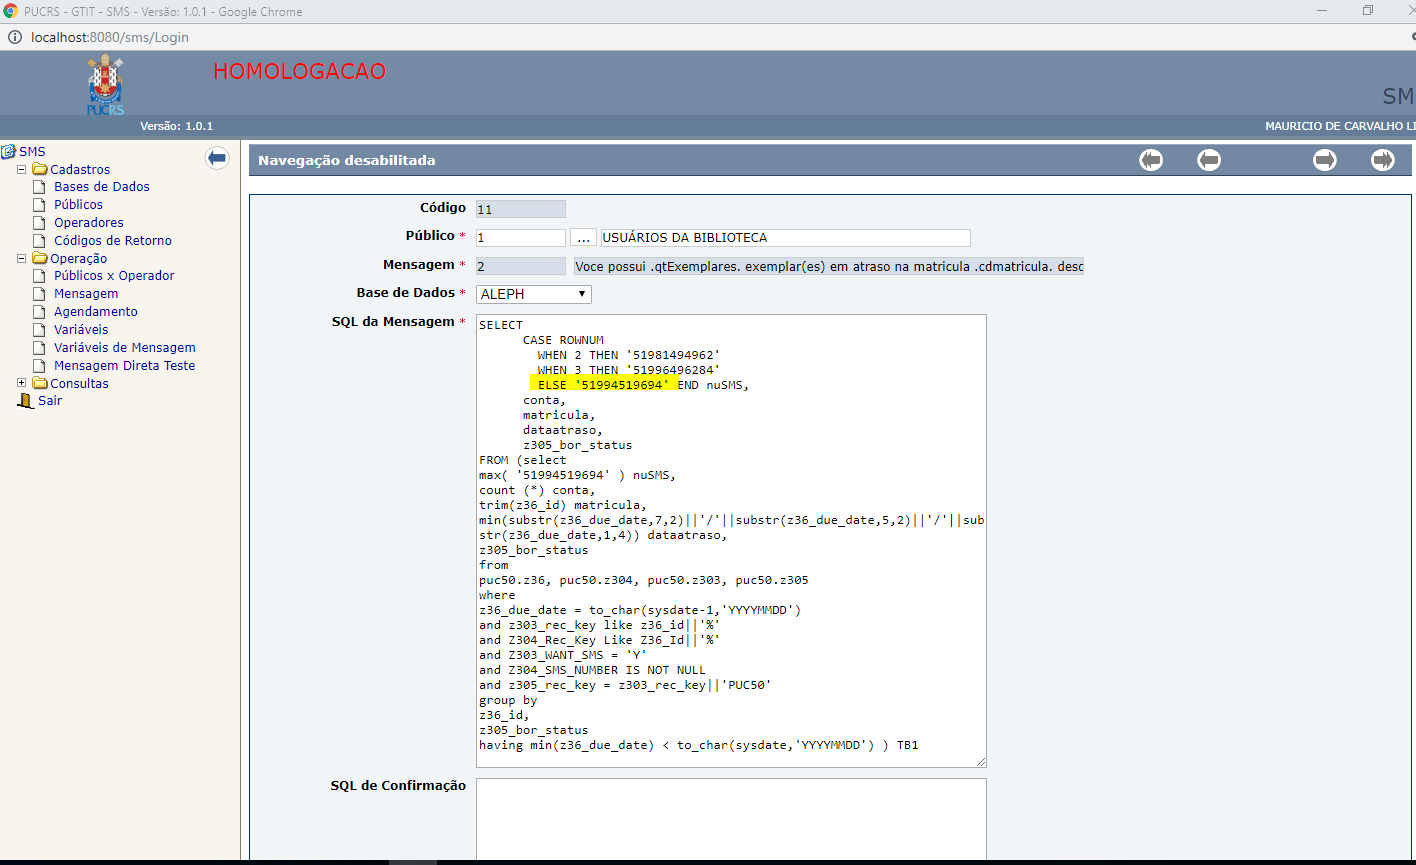 PUCRS - GTIT - SMS - Versão: 1.0.1 - Google Chrome
localhost:8080/sms/Login
HOMOLOGACAO
PUCRS
SM
Versão: 1.0.1
MAURICIO DE CARVALHO LI
SMS
Cadastros
Bases de Dados
Públicos
Operadores
Códigos de Retorno
Operação
Públicos x Operador
Mensagem
Agendamento
Variáveis
Variáveis de Mensagem
Mensagem Direta Teste
Consultas
Sair
Navegação desabilitada
Código 11
Público * 1 ... USUÁRIOS DA BIBLIOTECA
Mensagem * 2 Voce possui .qtExemplares. exemplar(es) em atraso na matricula .cdmatricula. desc
Base de Dados * ALEPH
SQL da Mensagem *
SELECT
CASE ROWNUM
WHEN 2 THEN '51981494962'
WHEN 3 THEN '51996496284'
ELSE '51994519694' END nuSMS,
conta,
matricula,
dataatraso,
z305_bor_status
FROM (select
max( '51994519694' ) nuSMS,
count (*) conta,
trim(z36_id) matricula,
min(substr(z36_due_date,7,2)||'/'||substr(z36_due_date,5,2)||'/'||sub
str(z36_due_date,1,4)) dataatraso,
z305_bor_status
from
puc50.z36, puc50.z304, puc50.z303, puc50.z305
where
z36_due_date = to_char(sysdate-1,'YYYYMMDD')
and z303_rec_key like z36_id||'%'
and Z304_Rec_Key Like Z36_Id||'%'
and Z303_WANT_SMS = 'Y'
and Z304_SMS_NUMBER IS NOT NULL
and z305_rec_key = z303_rec_key||'PUC50'
group by
z36_id,
z305_bor_status
having min(z36_due_date) < to_char(sysdate,'YYYYMMDD') ) TB1
SQL de Confirmação